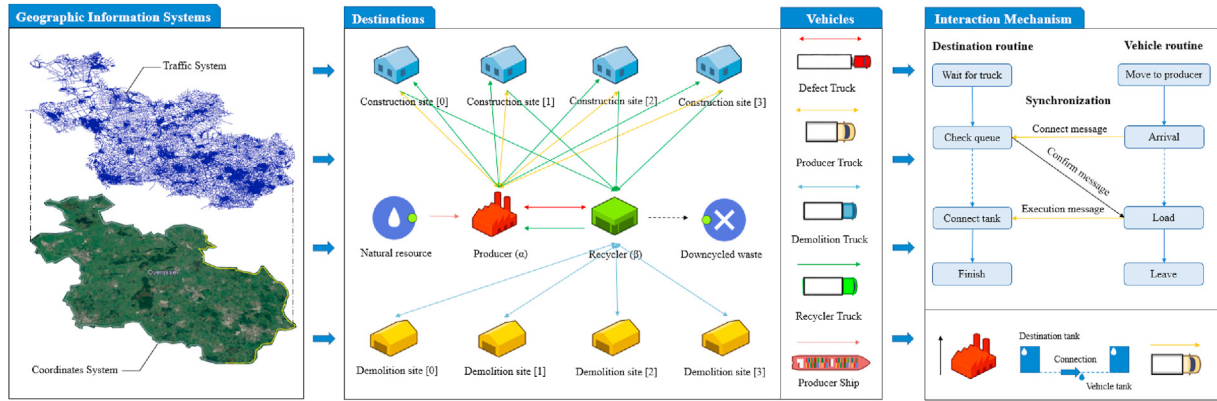 Geographic Information Systems
Traffic System
Overijssel
Coordinates System
Destinations
Construction site [0]
Construction site [1]
Construction site [2]
Construction site [3]
Natural resource
Producer (α)
Recycler (β)
Downcycled waste
Demolition site [0]
Demolition site [1]
Demolition site [2]
Demolition site [3]
Vehicles
Defect Truck
Producer Truck
Demolition Truck
Recycler Truck
Producer Ship
Interaction Mechanism
Destination routine
Vehicle routine
Wait for truck
Move to producer
Synchronization
Check queue
Connect message
Arrival
Confirm message
Connect tank
Execution message
Load
Finish
Leave
Destination tank
Connection
Vehicle tank